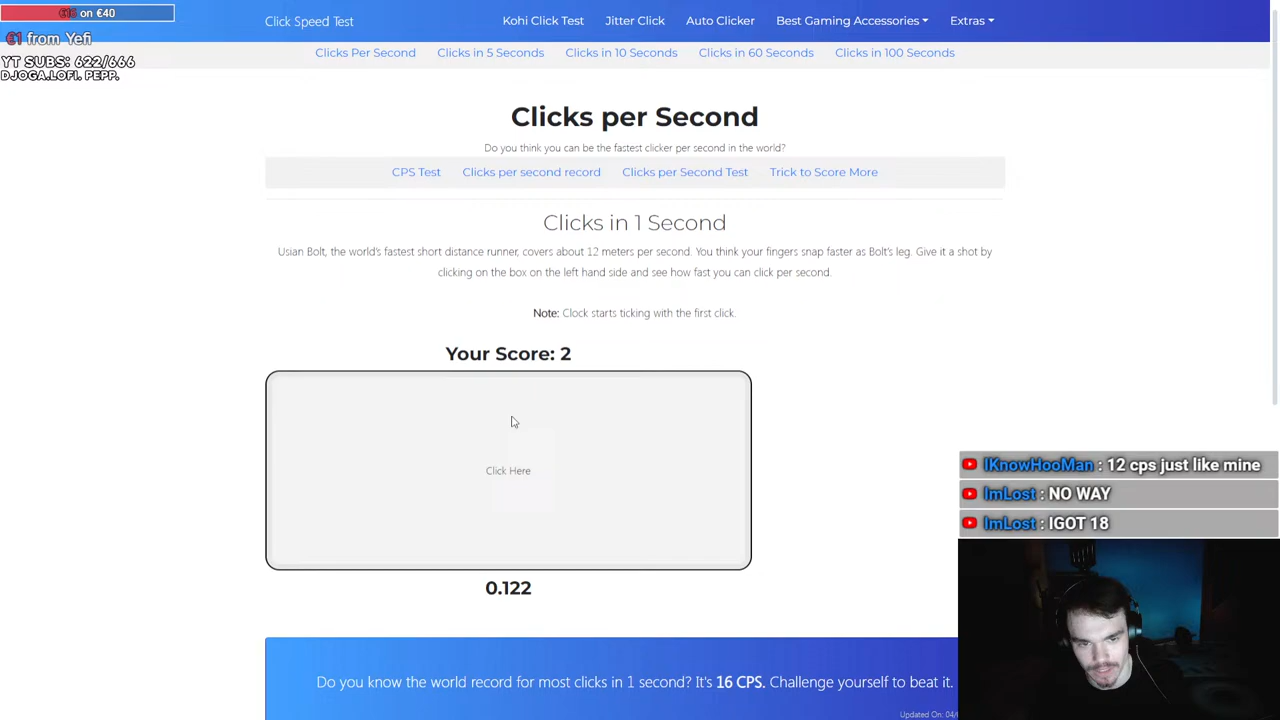 €16 on €40
€1 from Yefi
YT SUBS: 622/666
DJOGA.LOFI. PEPP.
Click Speed Test
Kohi Click Test
Jitter Click
Auto Clicker
Best Gaming Accessories
Extras
Clicks Per Second
Clicks in 5 Seconds
Clicks in 10 Seconds
Clicks in 60 Seconds
Clicks in 100 Seconds
Clicks per Second
Do you think you can be the fastest clicker per second in the world?
CPS Test
Clicks per second record
Clicks per Second Test
Trick to Score More
Clicks in 1 Second
Usian Bolt, the world's fastest short distance runner, covers about 12 meters per second. You think your fingers snap faster as Bolt's leg. Give it a shot by
clicking on the box on the left hand side and see how fast you can click per second.
Note: Clock starts ticking with the first click.
Your Score: 2
Click Here
0.122
IKnowHooMan : 12 cps just like mine
ImLost : NO WAY
ImLost : IGOT 18
Do you know the world record for most clicks in 1 second? It's 16 CPS. Challenge yourself to beat it.
Updated On: 04/